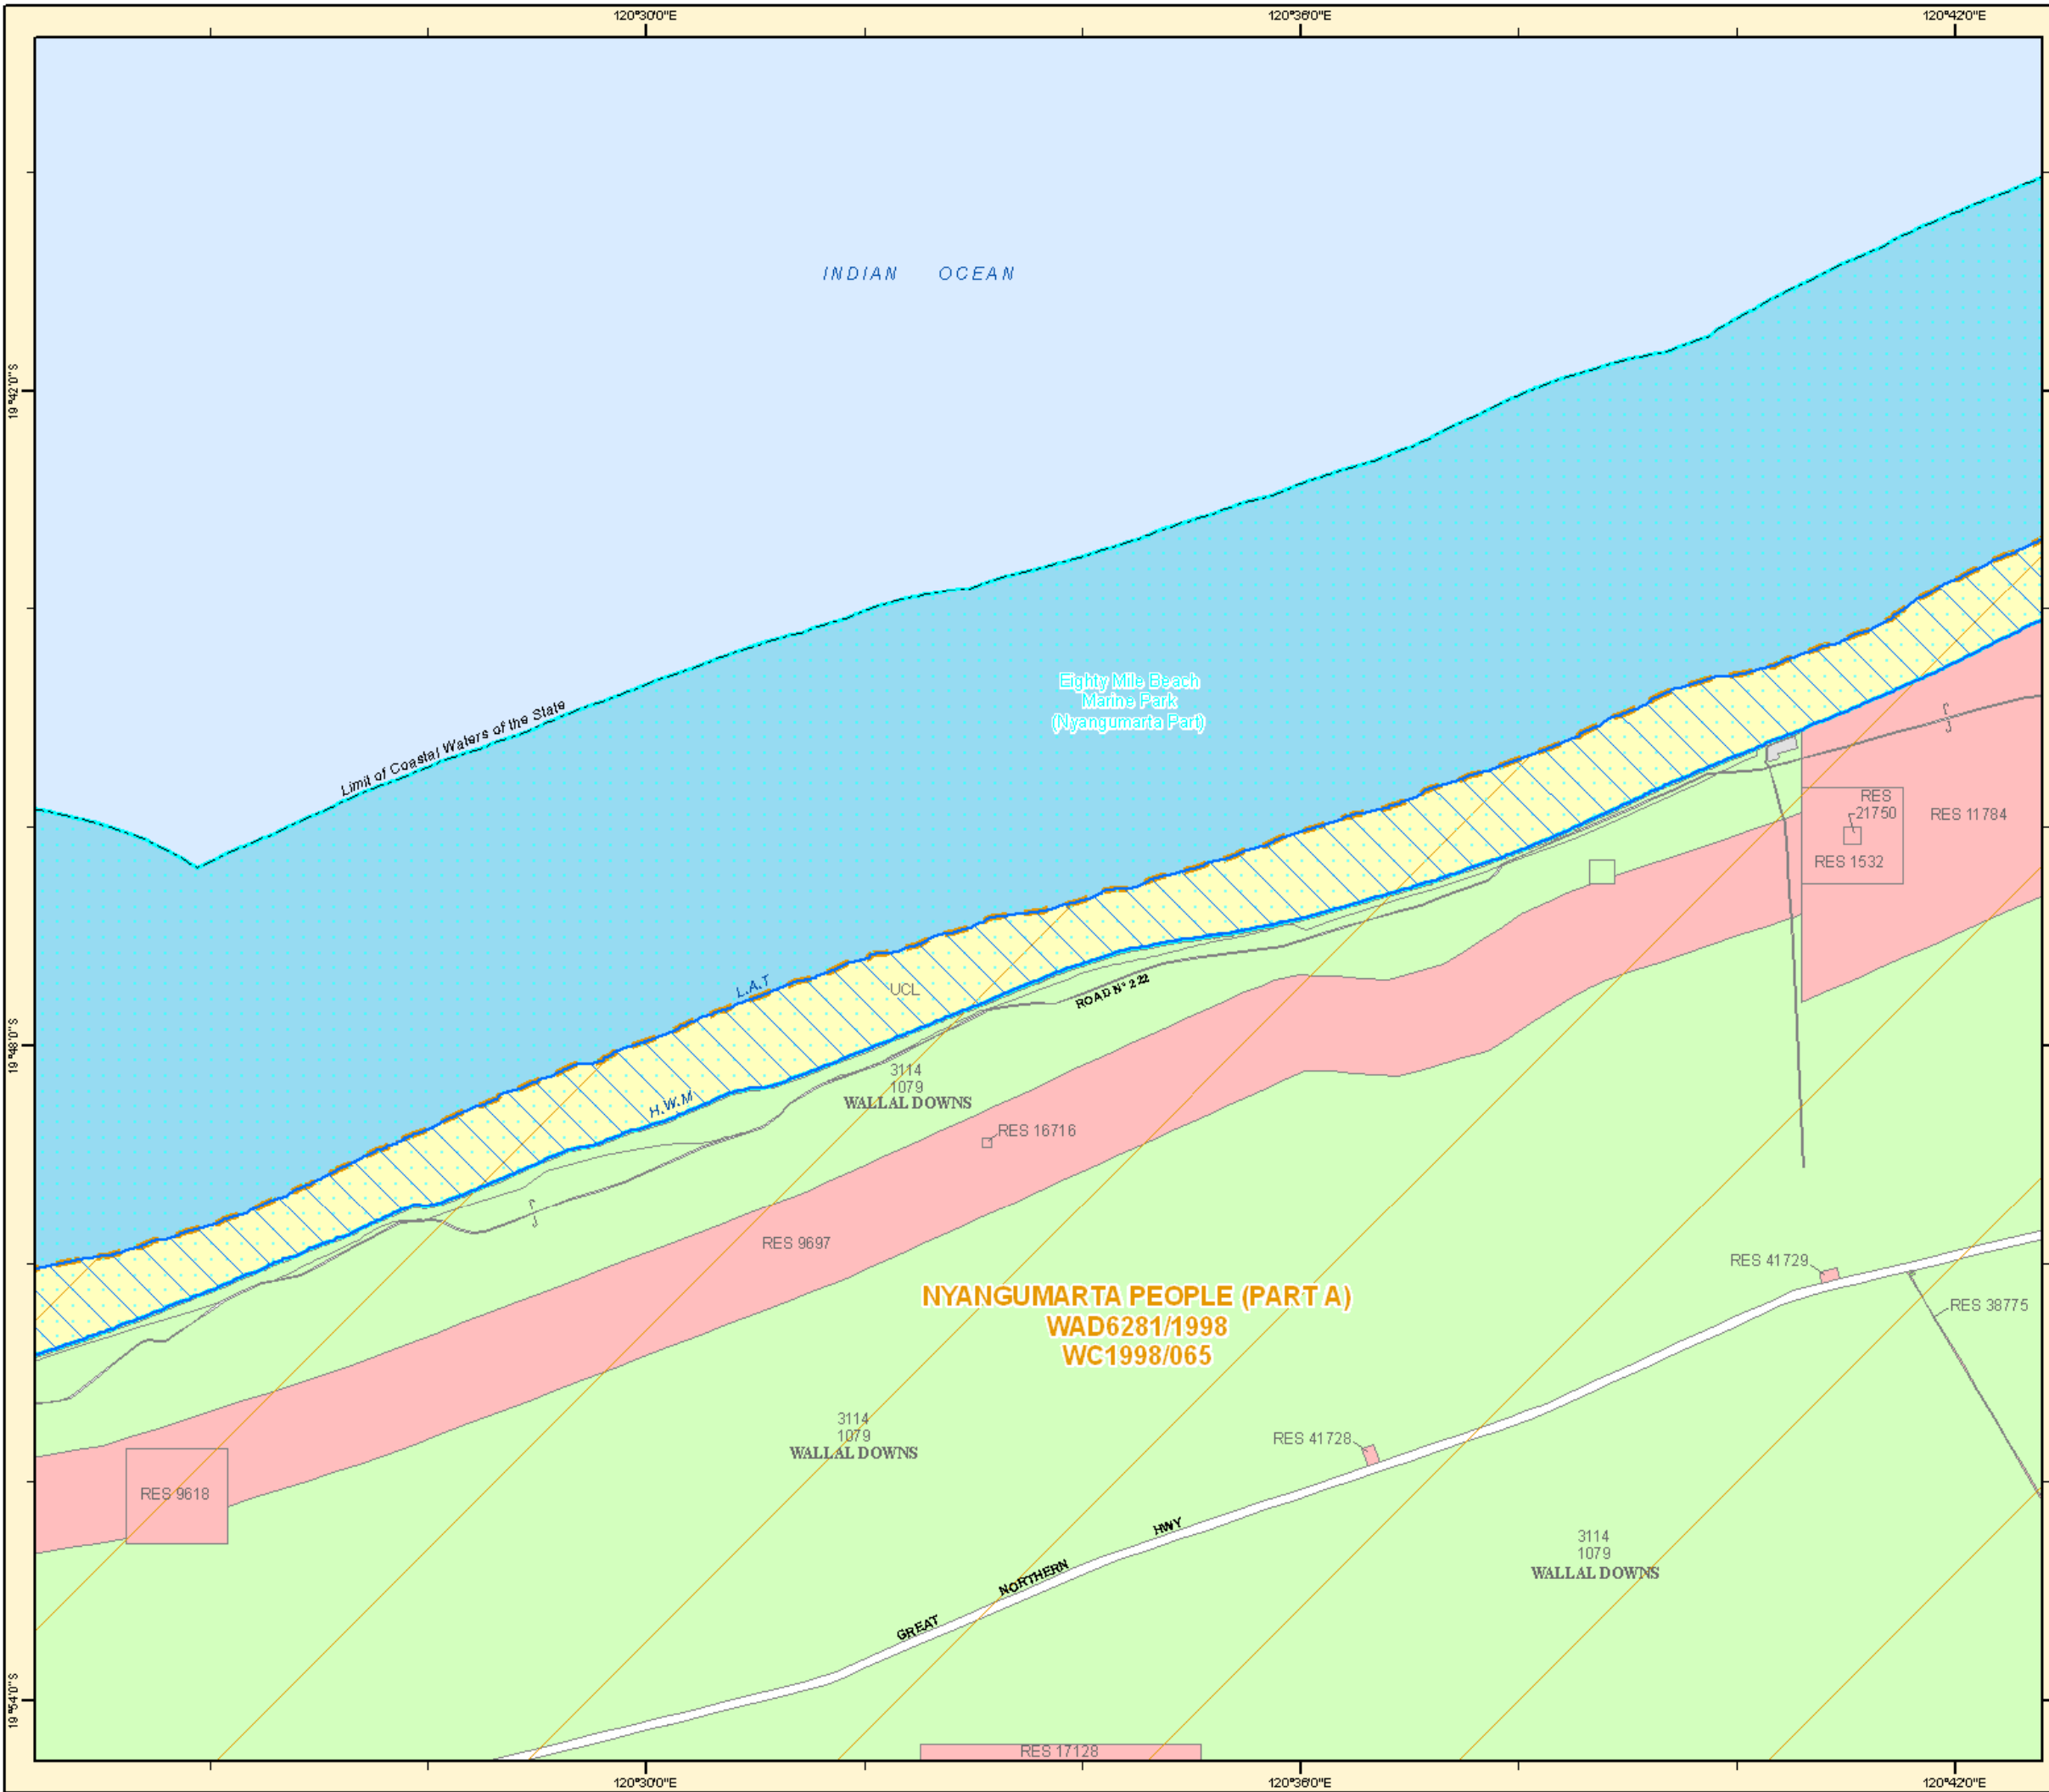 120°30'0"E
120°36'0"E
120°42'0"E
INDIAN OCEAN
19°42'0"S
Eighty Mile Beach
Marine Park
(Nyangumarta Part)
Limit of Coastal Waters of the State
RES
21750
RES 11784
RES 1532
L.A.T
UCL
ROAD Nº 222
19°48'0"S
3114
1079
WALLAL DOWNS
H.W.M
RES 16716
RES 9697
RES 41729
NYANGUMARTA PEOPLE (PART A)
WAD6281/1998
WC1998/065
RES 38775
3114
1079
WALLAL DOWNS
RES 41728
RES 9618
GREAT NORTHERN HWY
3114
1079
WALLAL DOWNS
19°54'0"S
RES 17128
120°30'0"E
120°36'0"E
120°42'0"E